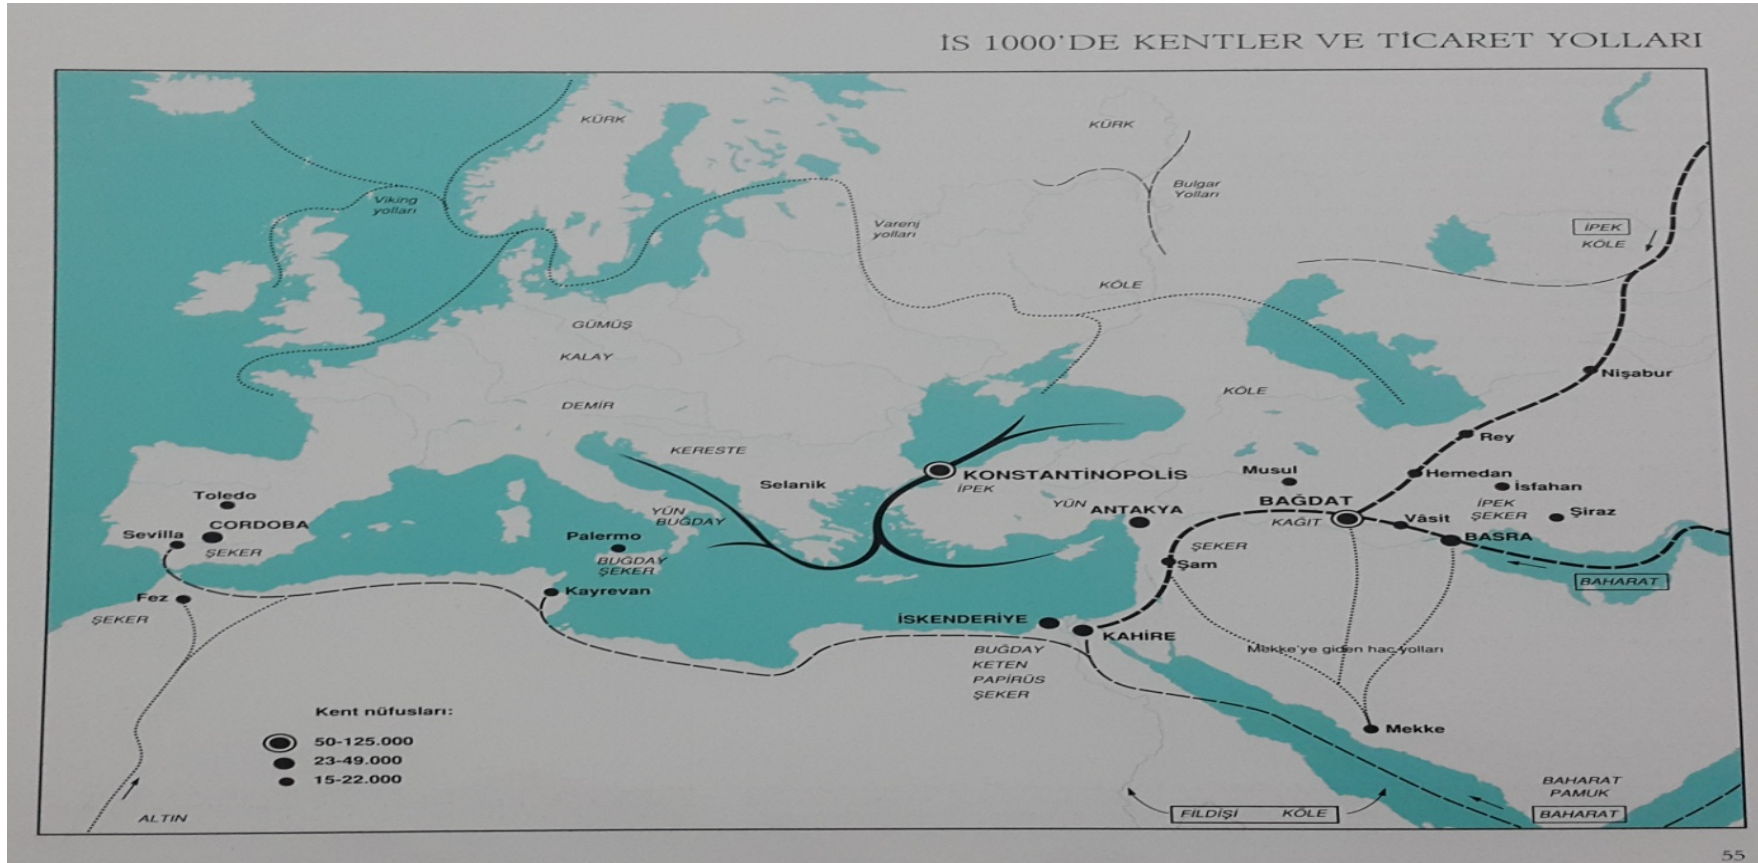 İS 1000'DE KENTLER VE TİCARET YOLLARI
KÜRK
KÜRK
Viking
yolları
Bulgar
Yolları
Varenj
yolları
İPEK
KÖLE
KÖLE
GÜMÜŞ
KALAY
DEMİR
KÖLE
Nişabur
KERESTE
Rey
Selanik
KONSTANTİNOPOLİS
İPEK
Musul
Hemedan
İsfahan
Toledo
YÜN
BUĞDAY
YÜN
ANTAKYA
BAĞDAT
KAĞIT
İPEK
ŞEKER
Şiraz
Sevilla
CORDOBA
ŞEKER
Palermo
BUĞDAY
ŞEKER
Vâsit
BASRA
ŞEKER
Şam
BAHARAT
Fez
ŞEKER
Kayrevan
İSKENDERİYE
KAHİRE
BUĞDAY
KETEN
PAPİRÜS
ŞEKER
Mekke'ye giden hac yolları
Mekke
Kent nüfusları:
50-125.000
23-49.000
15-22.000
ALTIN
FİLDİŞİ KÖLE
BAHARAT
PAMUK
BAHARAT
55